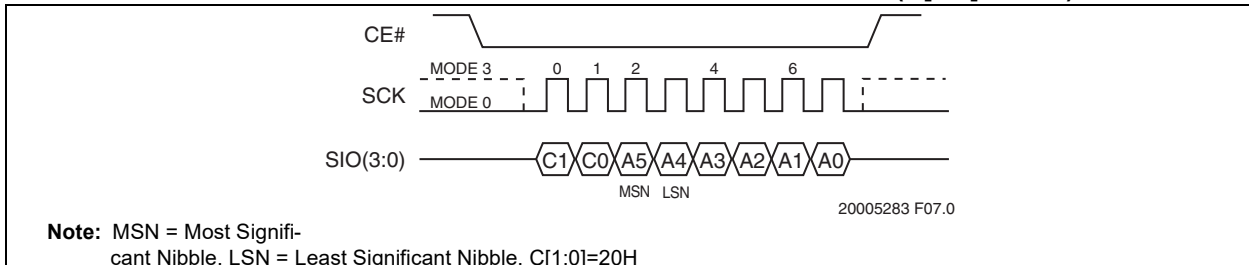 CE#
MODE 3
0 1 2 4 6
SCK
MODE 0
SIO(3:0)
C1 C0 A5 A4 A3 A2 A1 A0
MSN LSN
20005283 F07.0
Note: MSN = Most Signifi-
cant Nibble, LSN = Least Significant Nibble, C[1:0]=20H